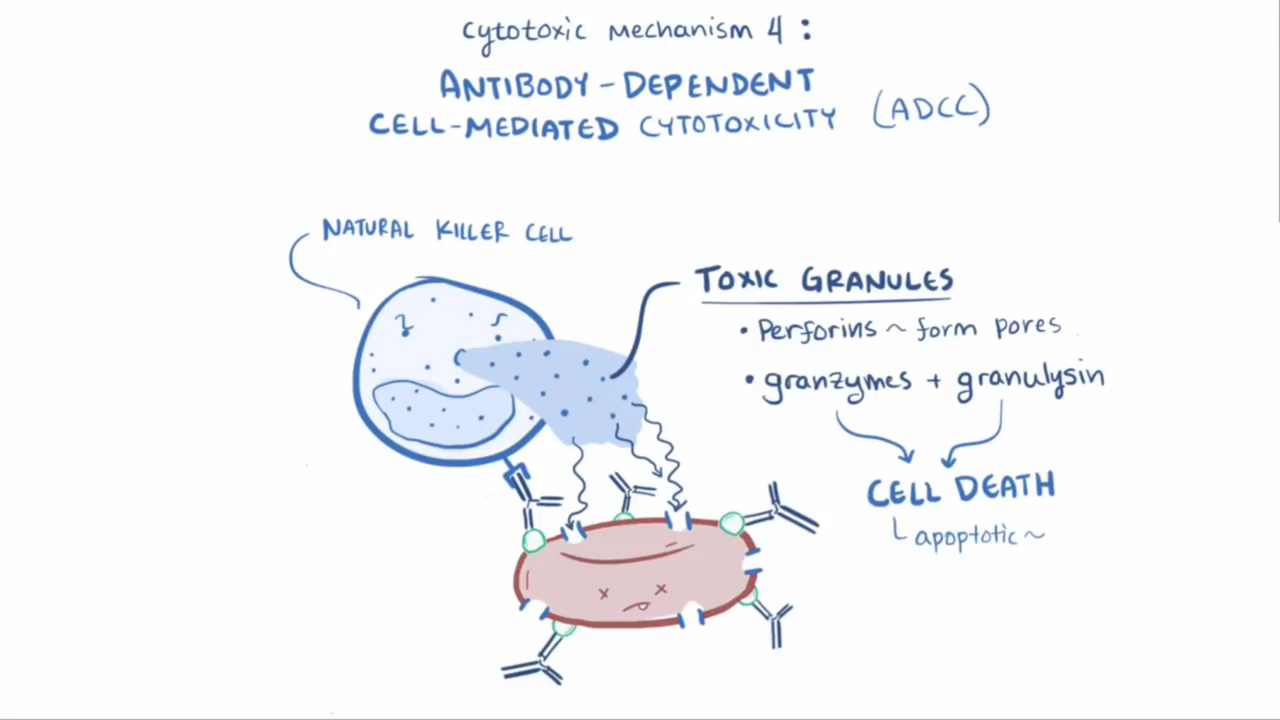 cytotoxic mechanism 4:
ANTIBODY-DEPENDENT
CELL-MEDIATED CYTOTOXICITY (ADCC)
NATURAL KILLER CELL
TOXIC GRANULES
• Perforins ~ form pores
• granzymes + granulysin
CELL DEATH
apoptotic ~